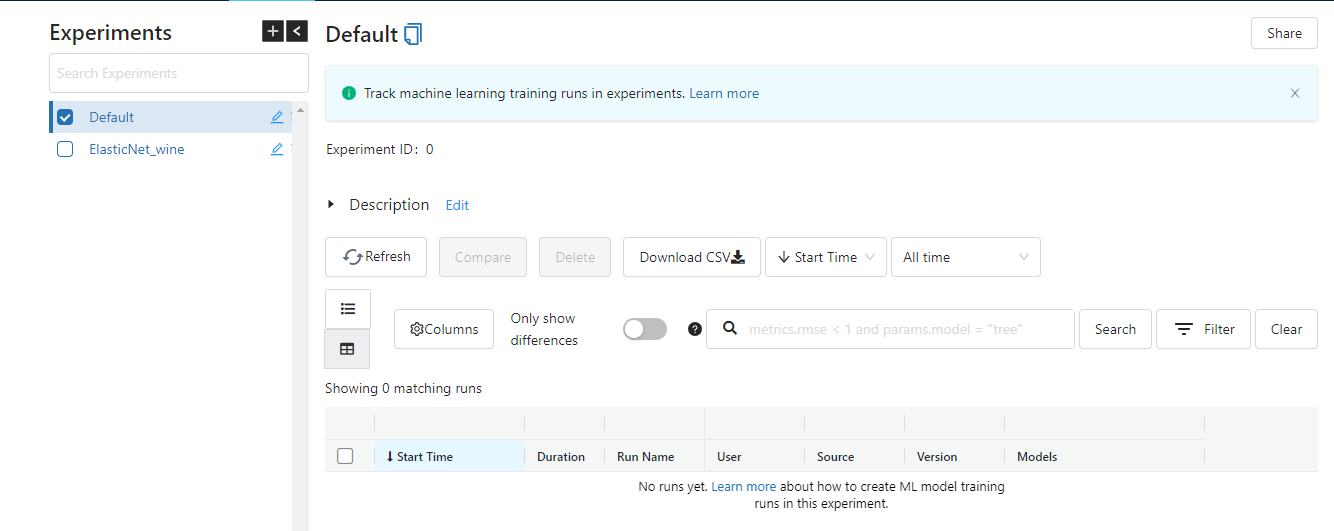 Experiments
Search Experiments
Default
ElasticNet_wine
Default
Share
Track machine learning training runs in experiments. Learn more
Experiment ID: 0
Description Edit
Refresh Compare Delete Download CSV Start Time All time
Columns
Only show
differences
metrics.rmse < 1 and params.model = "tree"
Search Filter Clear
Showing 0 matching runs
Start Time Duration Run Name User Source Version Models
No runs yet. Learn more about how to create ML model training
runs in this experiment.